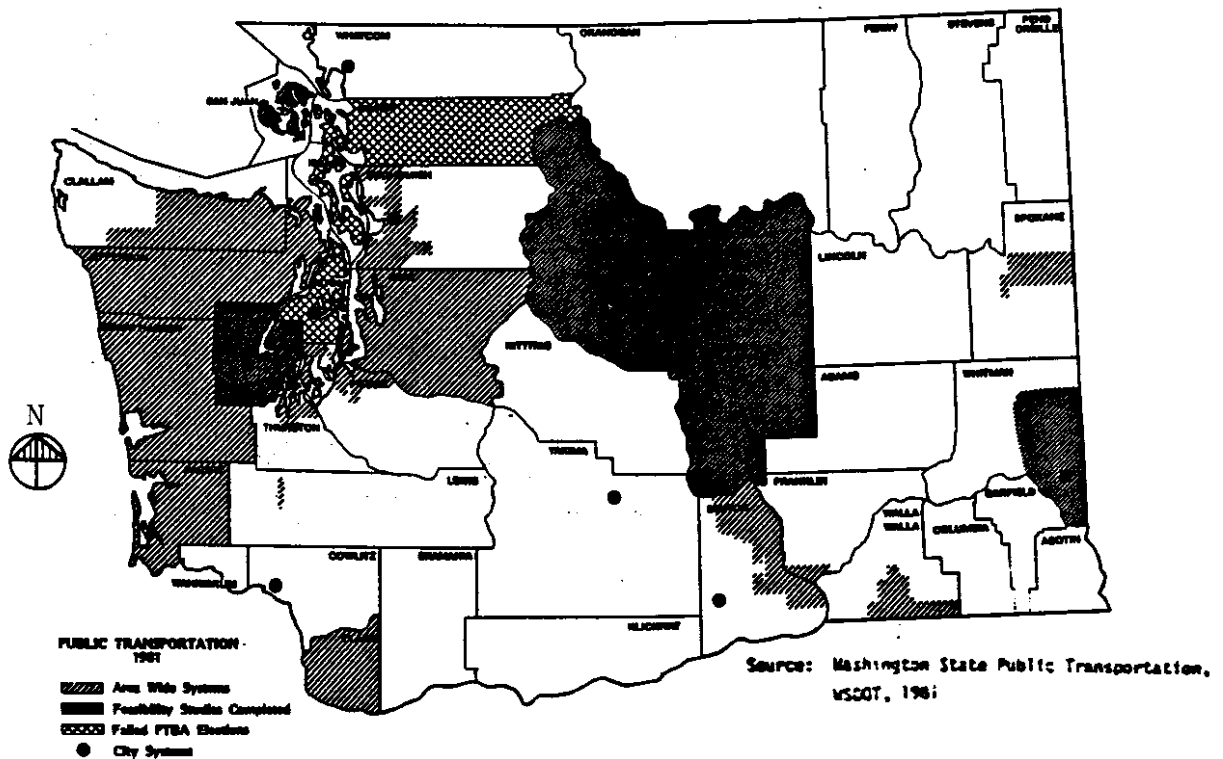 WHATCOM
OKANOGAN
FERRY
STEVENS
PEND
OREILLE
SAN JUAN
CLALLAM
SPOKANE
LINCOLN
KITTITAS
ADAMS
WHITMAN
THURSTON
YAKIMA
LEWIS
FRANKLIN
BENTON
WALLA
WALLA
COLUMBIA
GARFIELD
ASOTIN
COWLITZ
SKAMANIA
WAHKIAKUM
KLICKITAT
N
PUBLIC TRANSPORTATION
1981
Area Wide Systems
Feasibility Studies Completed
Failed PTBA Elections
City Systems
Source: Washington State Public Transportation,
WSDOT, 1981